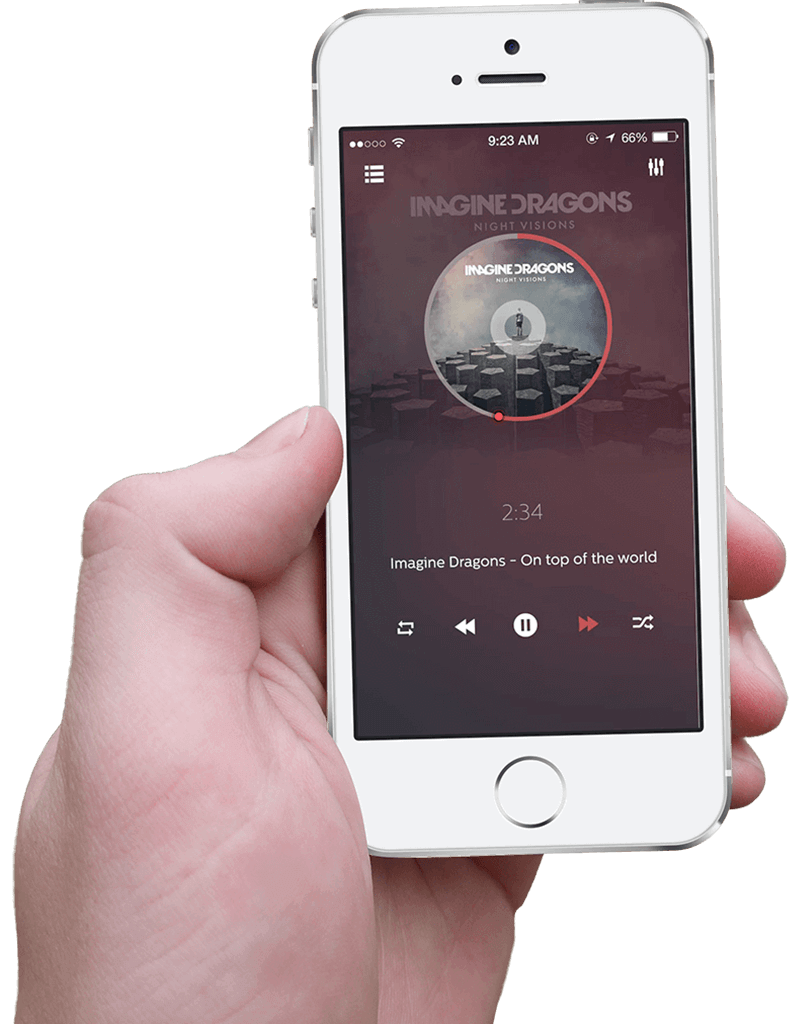 9:23 AM 66%
IMAGINE DRAGONS
NIGHT VISIONS
IMAGINE DRAGONS
NIGHT VISIONS
2:34
Imagine Dragons - On top of the world